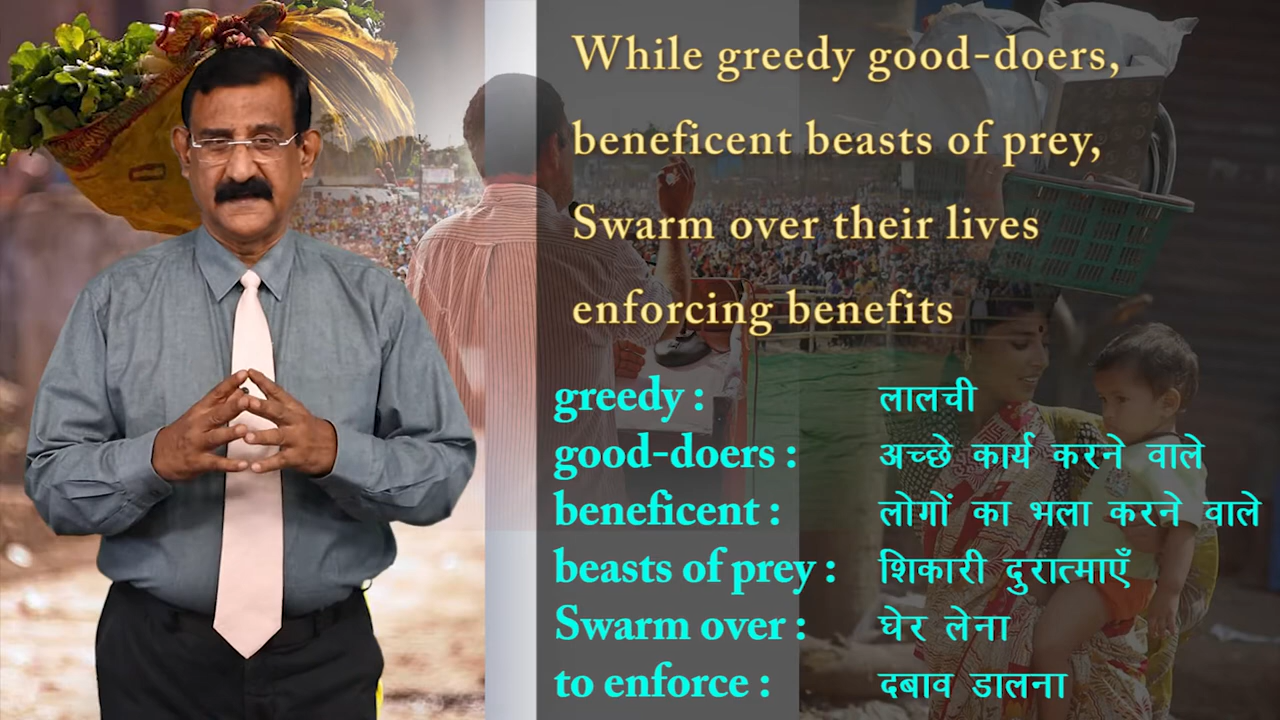 While greedy good-doers,
beneficent beasts of prey,
Swarm over their lives
enforcing benefits
greedy : लालची
good-doers : अच्छे कार्य करने वाले
beneficent : लोगों का भला करने वाले
beasts of prey : शिकारी दुरात्माएँ
Swarm over : घेर लेना
to enforce : दबाव डालना